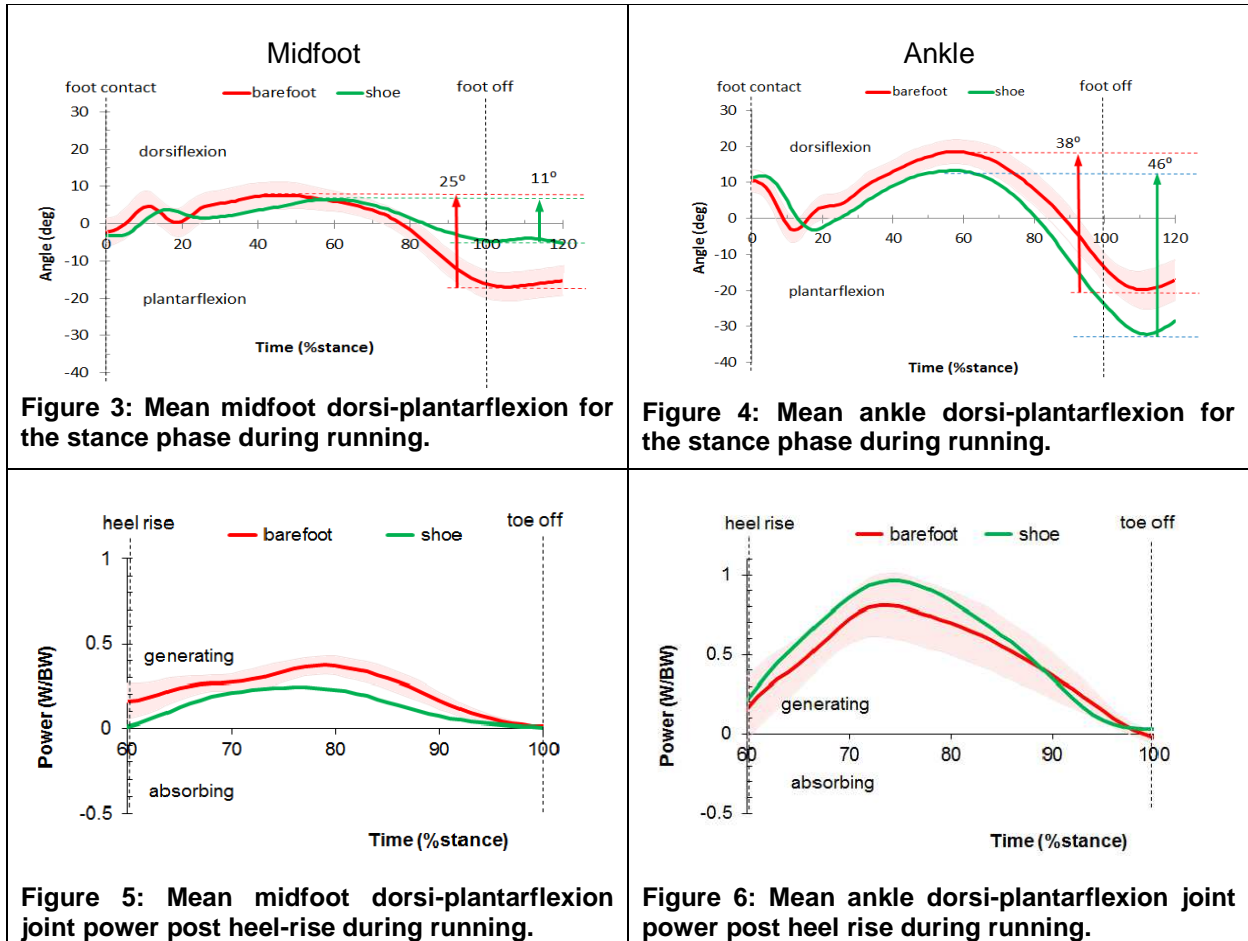 Midfoot
foot contact
foot off
barefoot
shoe
30
20
10
0
-10
-20
-30
-40
Angle (deg)
dorsiflexion
plantarflexion
25º
11º
0
20
40
60
80
100
120
Time (%stance)
Figure 3: Mean midfoot dorsi-plantarflexion for
the stance phase during running.
Ankle
foot contact
foot off
barefoot
shoe
30
20
10
0
-10
-20
-30
-40
Angle (deg)
dorsiflexion
plantarflexion
38º
46º
0
20
40
60
80
100
120
Time (%stance)
Figure 4: Mean ankle dorsi-plantarflexion for
the stance phase during running.
heel rise
toe off
barefoot
shoe
1
0.5
0
-0.5
Power (W/BW)
generating
absorbing
60
70
80
90
100
Time (%stance)
Figure 5: Mean midfoot dorsi-plantarflexion
joint power post heel-rise during running.
heel rise
toe off
barefoot
shoe
1
0.5
0
-0.5
Power (W/BW)
generating
absorbing
60
70
80
90
100
Time (%stance)
Figure 6: Mean ankle dorsi-plantarflexion joint
power post heel rise during running.